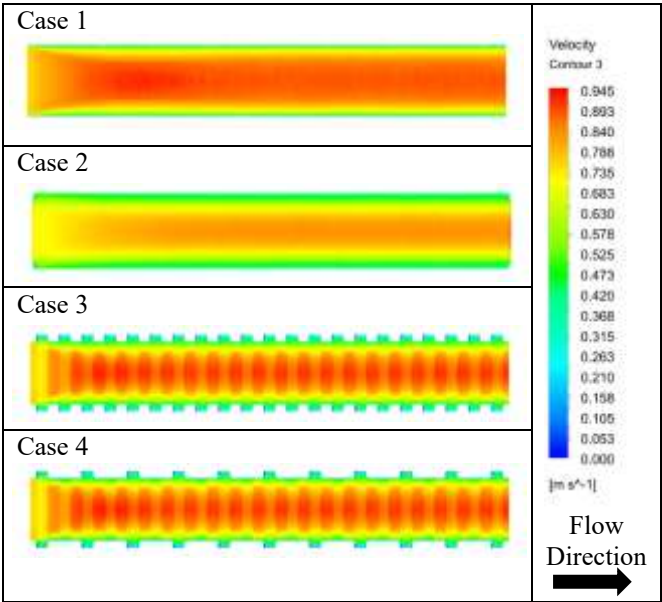 Case 1
Case 2
Case 3
Case 4
Velocity
Contour 3
0.945
0.893
0.840
0.788
0.735
0.683
0.630
0.578
0.525
0.473
0.420
0.368
0.315
0.263
0.210
0.158
0.105
0.053
0.000
[m s^-1]
Flow
Direction